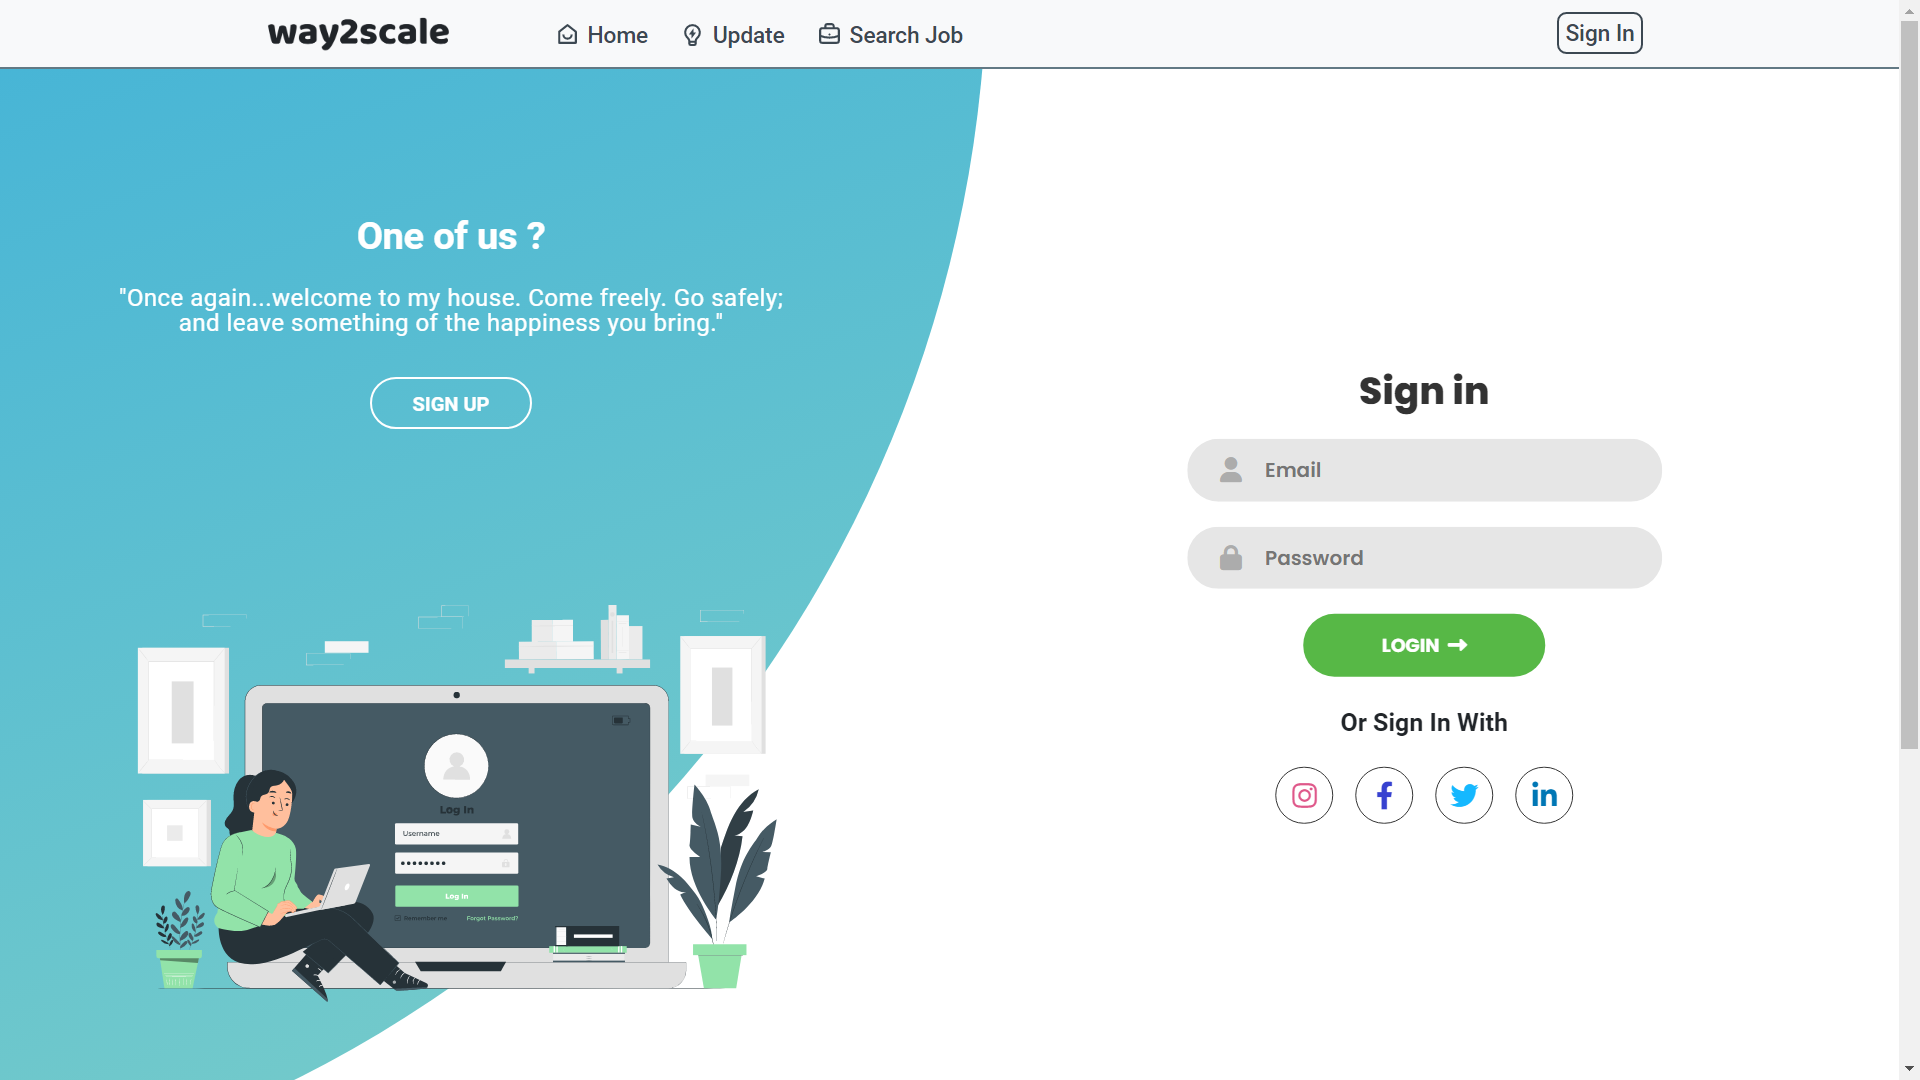 way2scale
Home
Update
Search Job
Sign In
One of us ?
"Once again...welcome to my house. Come freely. Go safely;
and leave something of the happiness you bring."
SIGN UP
Sign in
Email
Password
LOGIN
Or Sign In With
Log In
Username
Log In
Remember me
Forgot Password?